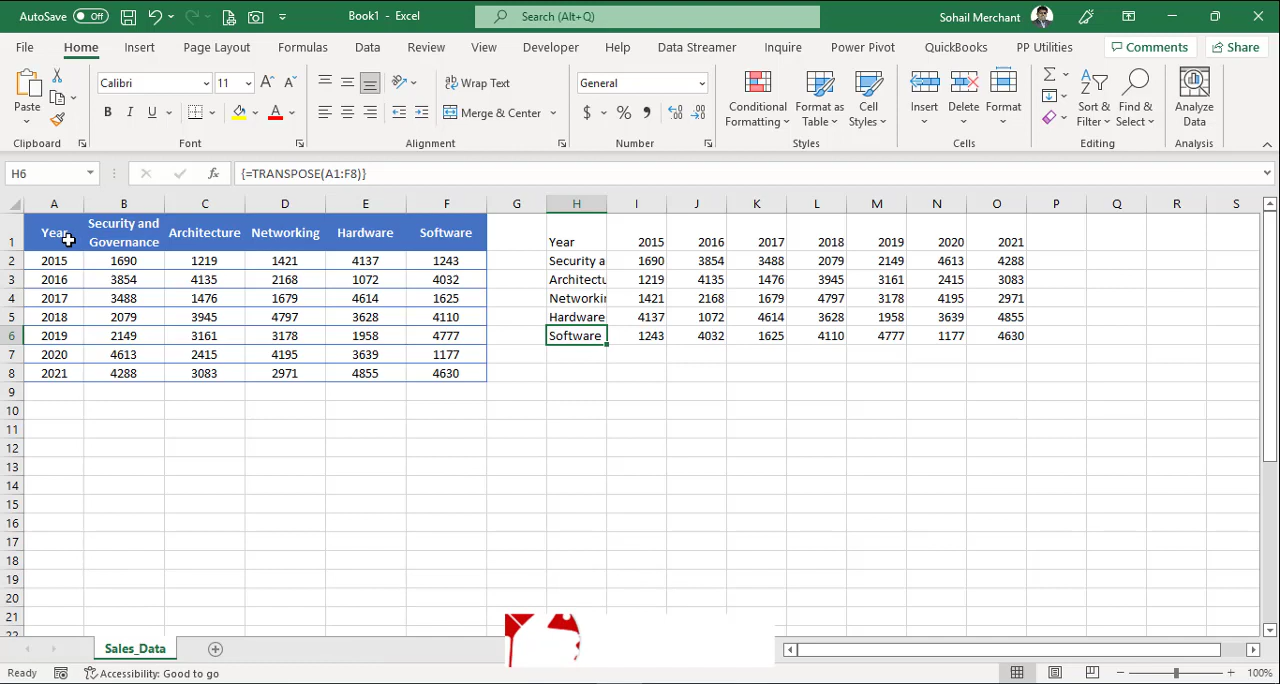 AutoSave Off Book1 - Excel Search (Alt+Q) Sohail Merchant
File Home Insert Page Layout Formulas Data Review View Developer Help Data Streamer Inquire Power Pivot QuickBooks PP Utilities Comments Share
Paste Calibri 11 Wrap Text General Conditional Formatting Format as Table Cell Styles Insert Delete Format Sort & Filter Find & Select Analyze Data
B I U A Merge & Center $ %
Clipboard Font Alignment Number Styles Cells Editing Analysis
H6 fx {=TRANSPOSE(A1:F8)}
A B C D E F G H I J K L M N O P Q R S
1 Year Security and Governance Architecture Networking Hardware Software Year 2015 2016 2017 2018 2019 2020 2021
2 2015 1690 1219 1421 4137 1243 Security a 1690 3854 3488 2079 2149 4613 4288
3 2016 3854 4135 2168 1072 4032 Architectu 1219 4135 1476 3945 3161 2415 3083
4 2017 3488 1476 1679 4614 1625 Networkin 1421 2168 1679 4797 3178 4195 2971
5 2018 2079 3945 4797 3628 4110 Hardware 4137 1072 4614 3628 1958 3639 4855
6 2019 2149 3161 3178 1958 4777 Software 1243 4032 1625 4110 4777 1177 4630
7 2020 4613 2415 4195 3639 1177
8 2021 4288 3083 2971 4855 4630
9
10
11
12
13
14
15
16
17
18
19
20
21
22
Sales_Data
Ready Accessibility: Good to go 100%